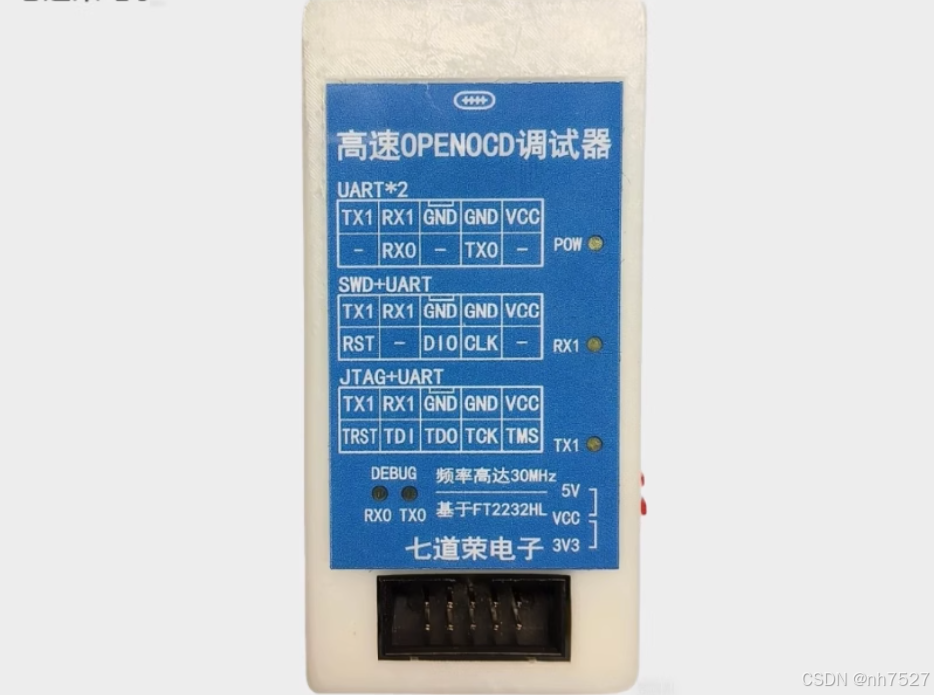 高速OPENOCD调试器
UART*2
TX1 RX1 GND GND VCC
- RX0 - TX0 -
POW
SWD+UART
TX1 RX1 GND GND VCC
RST - DIO CLK -
RX1
JTAG+UART
TX1 RX1 GND GND VCC
TRST TDI TDO TCK TMS
TX1
DEBUG
频率高达30MHz
5V
RX0 TX0
基于FT2232HL
VCC
七道荣电子
3V3
CSDN @nh7527